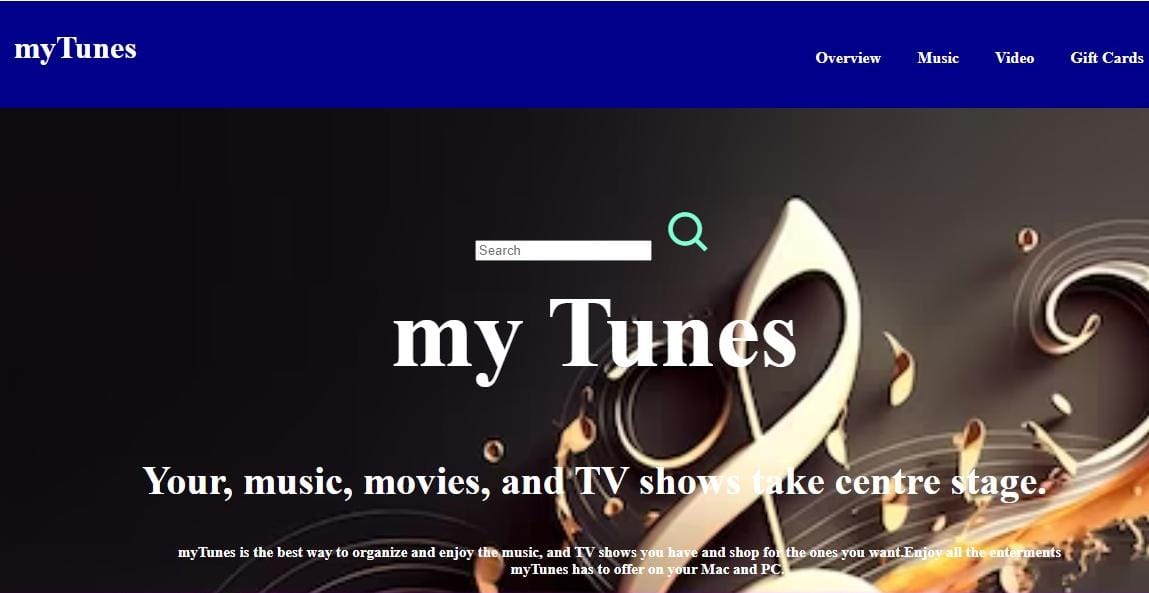 myTunes
Overview Music Video Gift Cards
Search
my Tunes
Your, music, movies, and TV shows take centre stage.
myTunes is the best way to organize and enjoy the music, and TV shows you have and shop for the ones you want.Enjoy all the enterments
myTunes has to offer on your Mac and PC.